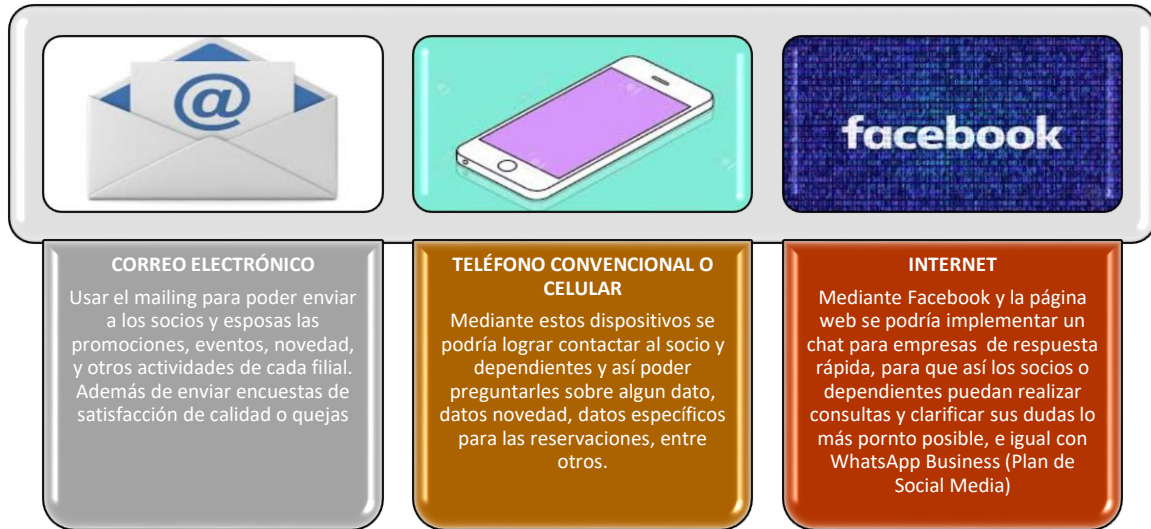 @
facebook
CORREO ELECTRÓNICO
Usar el mailing para poder enviar
a los socios y esposas las
promociones, eventos, novedad,
y otros actividades de cada filial.
Además de enviar encuestas de
satisfacción de calidad o quejas
TELÉFONO CONVENCIONAL O
CELULAR
Mediante estos dispositivos se
podría lograr contactar al socio y
dependientes y así poder
preguntarles sobre algun dato,
datos novedad, datos específicos
para las reservaciones, entre
otros.
INTERNET
Mediante Facebook y la página
web se podría implementar un
chat para empresas de respuesta
rápida, para que así los socios o
dependientes puedan realizar
consultas y clarificar sus dudas lo
más pornto posible, e igual con
WhatsApp Business (Plan de
Social Media)